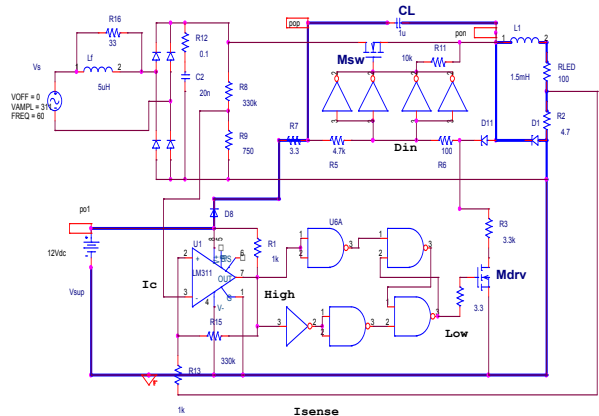 R16
33
Lf
1 2
5uH
Vs
VOFF = 0
VAMPL = 311
FREQ = 60
R12
0.1
C2
20n
R8
330k
R9
750
pop
CL
1u
pon
L1
1 2
1.5mH
RLED
100
R2
4.7
Msw
R11
10k
R7
3.3
4.7k
R5
Din
100
R6
D11
D1
po1
12Vdc
Vsup
D8
U1
LM311
OUT
V-
R1
1k
U6A
R3
3.3k
Mdrv
3.3
Ic
High
Low
R15
330k
R13
1k
Isense